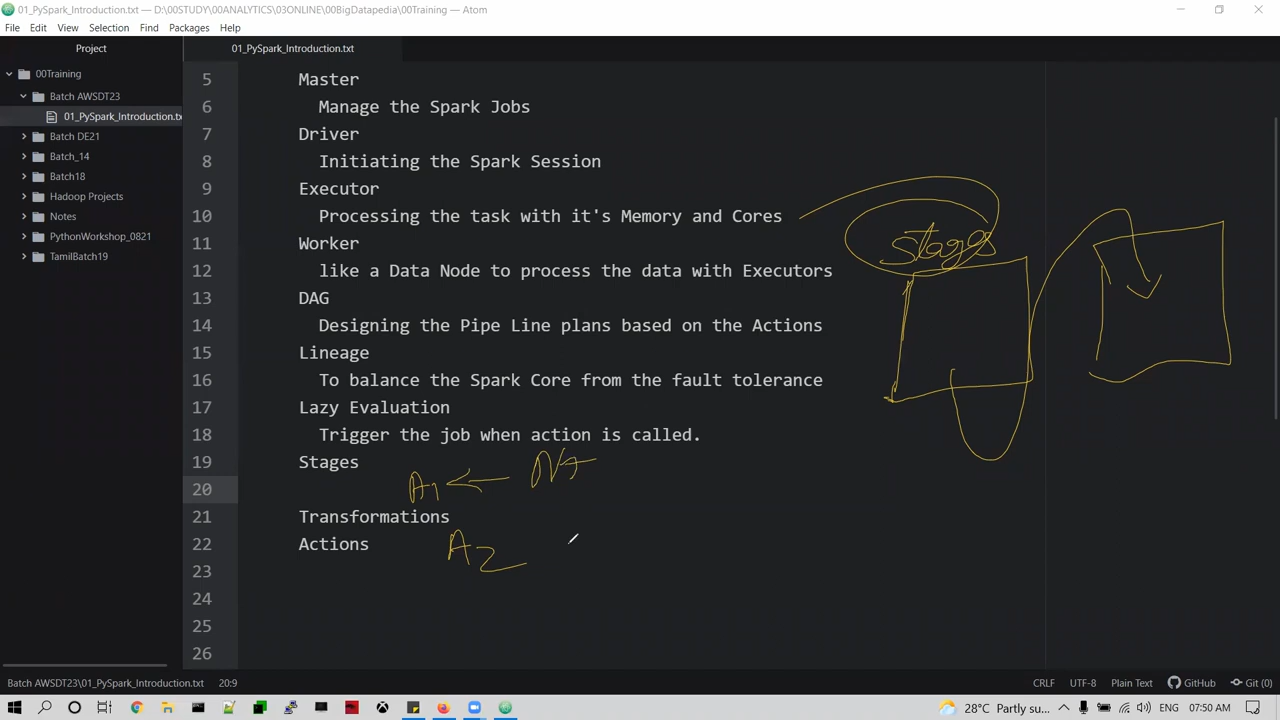 01_PySpark_Introduction.txt — D:\00STUDY\00ANALYTICS\03ONLINE\00BigDatapedia\00Training — Atom
File Edit View Selection Find Packages Help
Project
01_PySpark_Introduction.txt
00Training
Batch AWSDT23
01_PySpark_Introduction.tx
Batch DE21
Batch_14
Batch18
Hadoop Projects
Notes
PythonWorkshop_0821
TamilBatch19
5 Master
6 Manage the Spark Jobs
7 Driver
8 Initiating the Spark Session
9 Executor
10 Processing the task with it's Memory and Cores
11 Worker
12 like a Data Node to process the data with Executors
13 DAG
14 Designing the Pipe Line plans based on the Actions
15 Lineage
16 To balance the Spark Core from the fault tolerance
17 Lazy Evaluation
18 Trigger the job when action is called.
19 Stages
20
21 Transformations
22 Actions
23
24
25
26
stages
A1
A2
Batch AWSDT23\01_PySpark_Introduction.txt 20:9
CRLF UTF-8 Plain Text GitHub Git (0)
28°C Partly su... ENG 07:50 AM